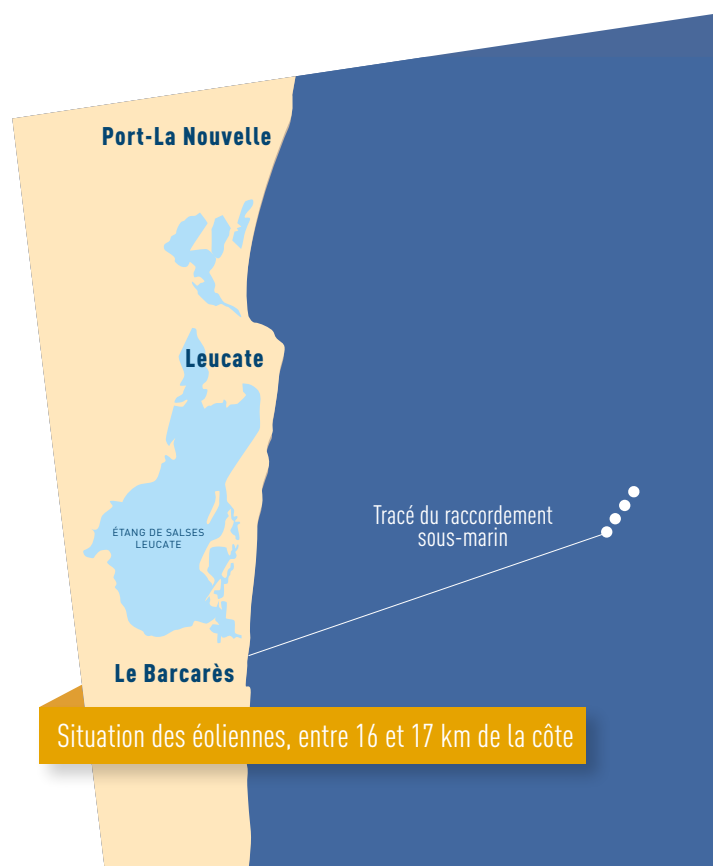 Port-La Nouvelle
Leucate
ÉTANG DE SALSES
LEUCATE
Tracé du raccordement
sous-marin
Le Barcarès
Situation des éoliennes, entre 16 et 17 km de la côte